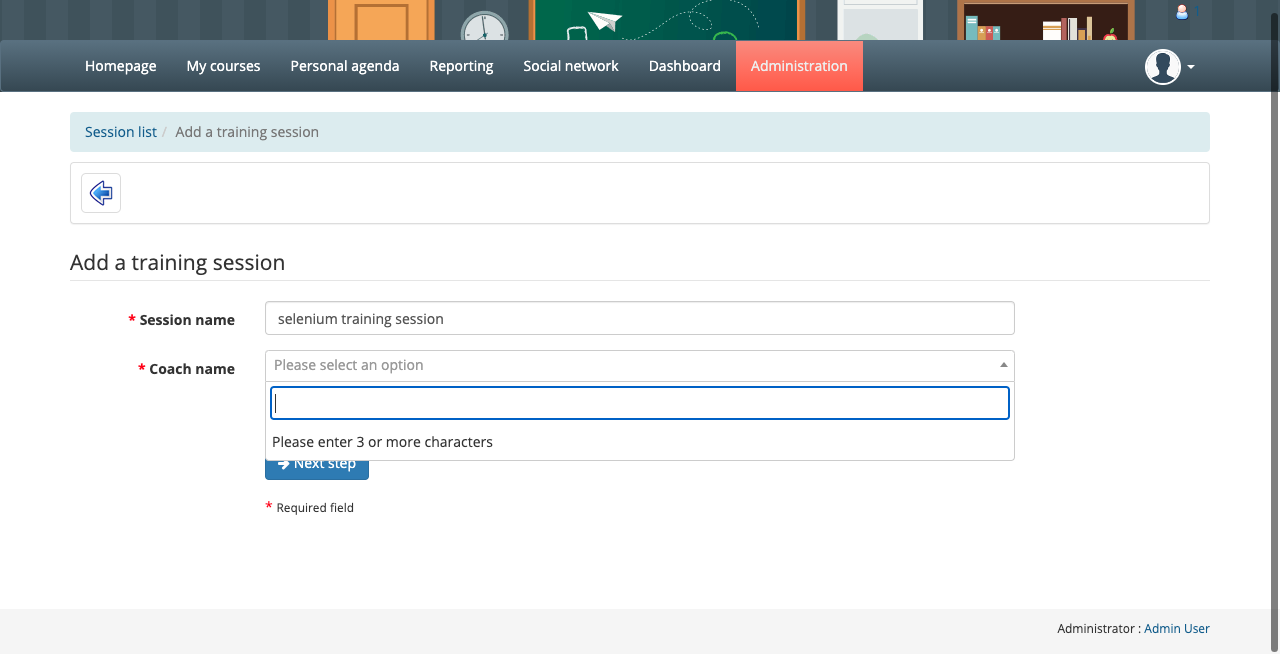 Homepage My courses Personal agenda Reporting Social network Dashboard Administration
Session list / Add a training session
Add a training session
* Session name selenium training session
* Coach name Please select an option
Please enter 3 or more characters
Next step
* Required field
Administrator : Admin User